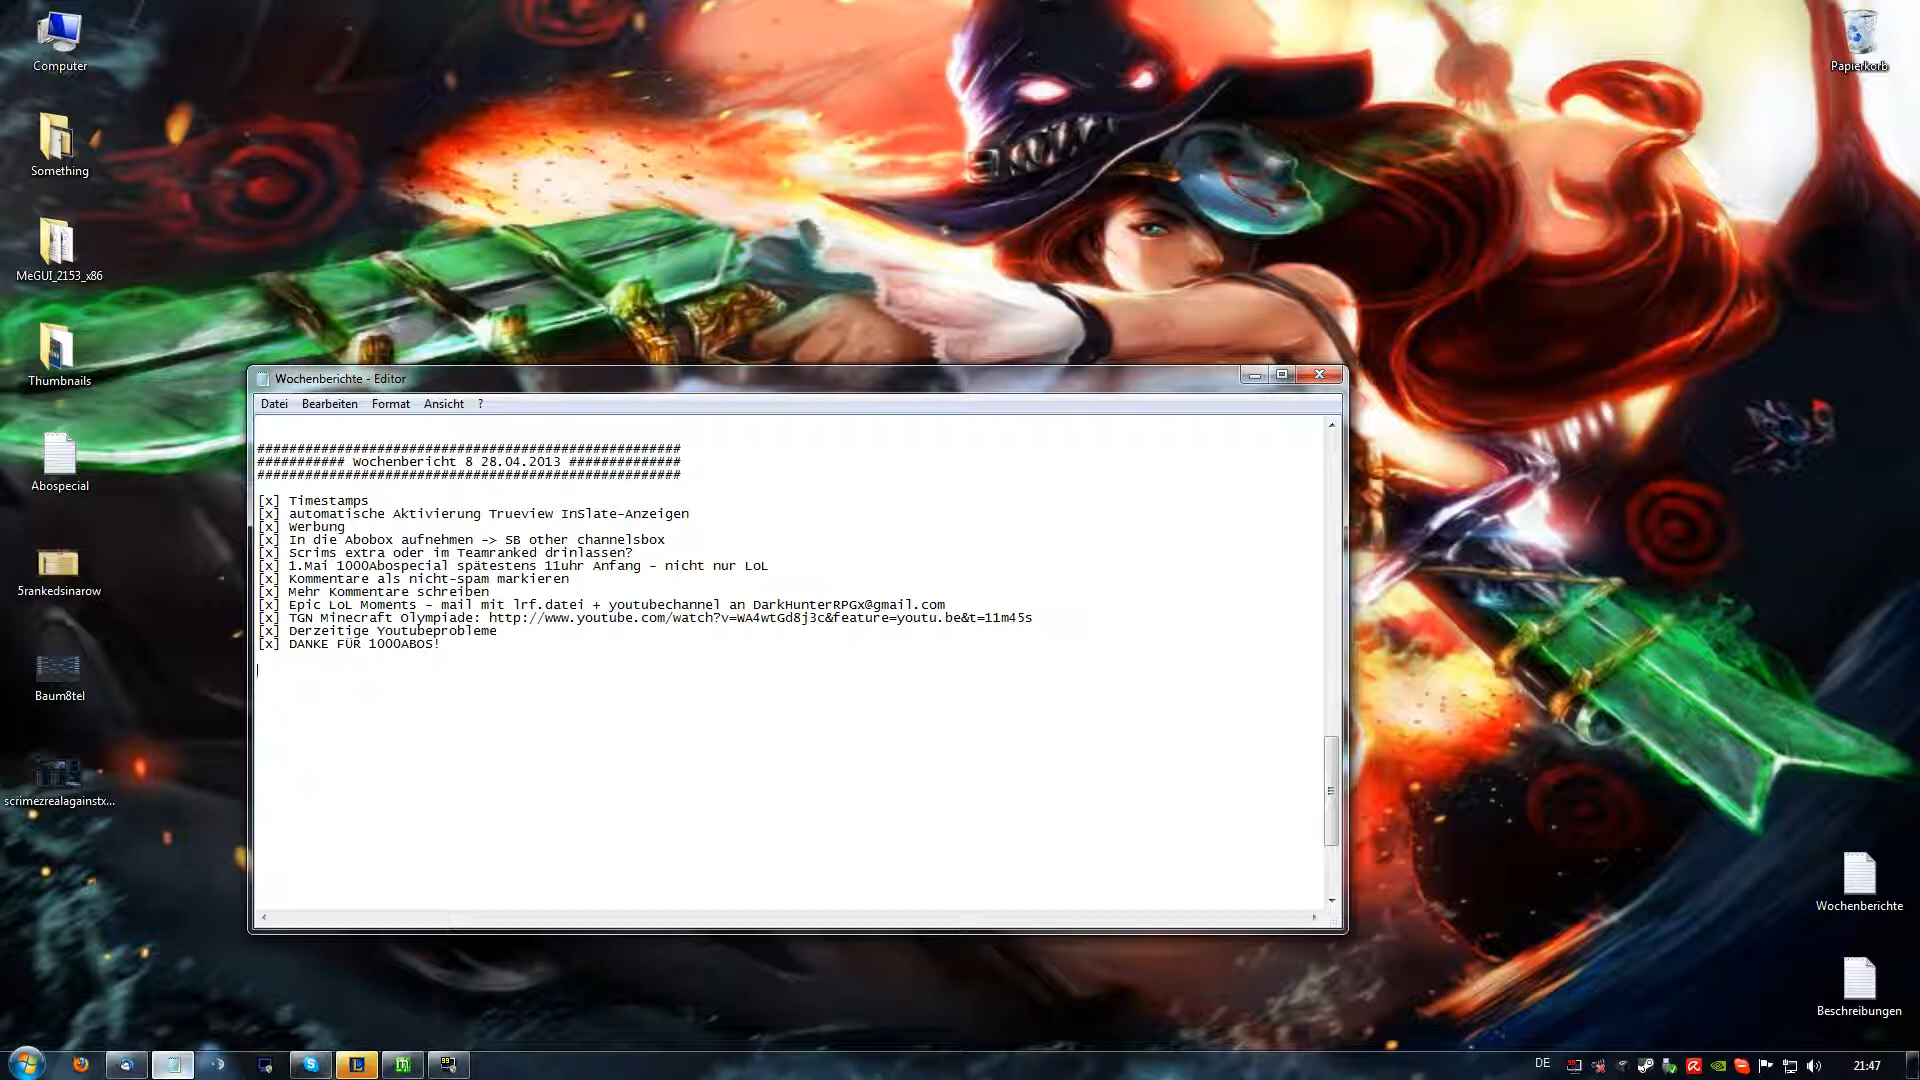 Computer
Papierkorb
Something
MeGUI_2153_x86
Thumbnails
Abospecial
5rankedsinarow
Baum8tel
scrimezrealagainstx...
Wochenberichte - Editor
Datei Bearbeiten Format Ansicht ?
#####################################################
########### Wochenbericht 8 28.04.2013 ##############
#####################################################
[x] Timestamps
[x] automatische Aktivierung Trueview InSlate-Anzeigen
[x] Werbung
[x] In die Abobox aufnehmen -> SB other channelsbox
[x] Scrims extra oder im Teamranked drinlassen?
[x] 1.Mai 1000Abospecial spätestens 11uhr Anfang - nicht nur LoL
[x] Kommentare als nicht-spam markieren
[x] Mehr Kommentare schreiben
[x] Epic LoL Moments - mail mit lrf.datei + youtubechannel an DarkHunterRPGx@gmail.com
[x] TGN Minecraft Olympiade: http://www.youtube.com/watch?v=WA4wtGd8j3c&feature=youtu.be&t=11m45s
[x] Derzeitige Youtubeprobleme
[x] DANKE FÜR 1000ABOS!
Wochenberichte
Beschreibungen
DE
21:47